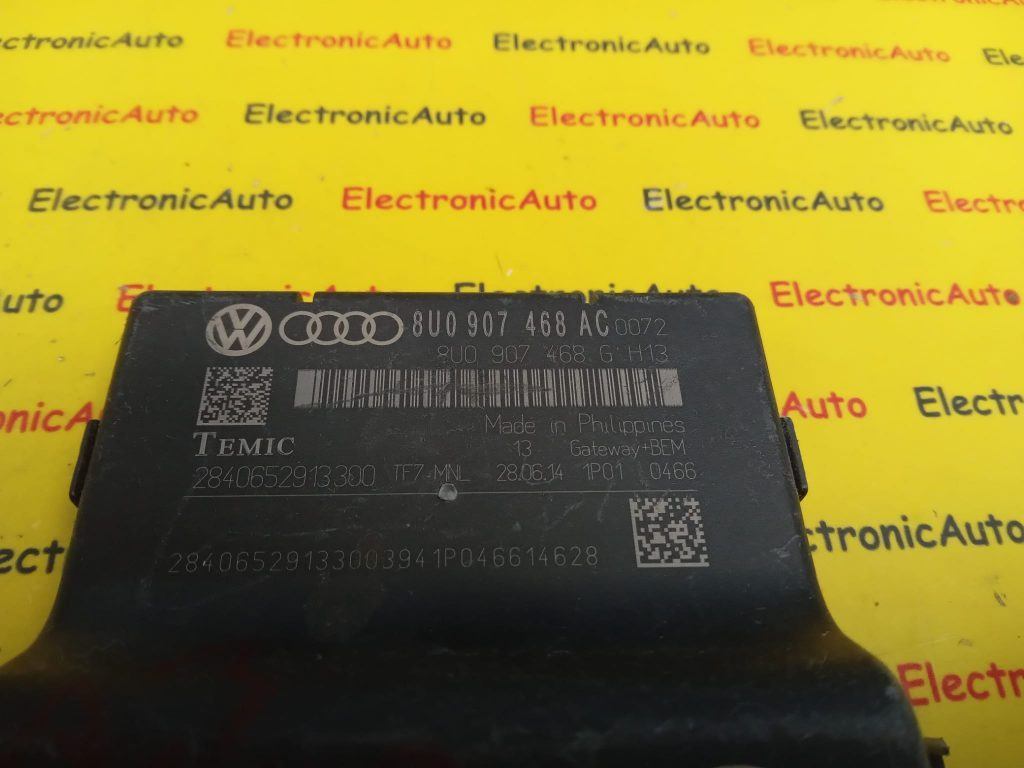 ElectronicAuto ElectronicAuto ElectronicAuto ElectronicAuto
ElectronicAuto ElectronicAuto ElectronicAuto ElectronicAuto
ElectronicAuto ElectronicAuto ElectronicAuto
8U0 907 468 AC 0072
8U0 907 468 G H13
Made in Philippines
TEMIC 13 Gateway+BEM
2840652913300 TF7-MNL 28.06.14 1P01 0466
28406529133003941P046614628
ElectronicAuto